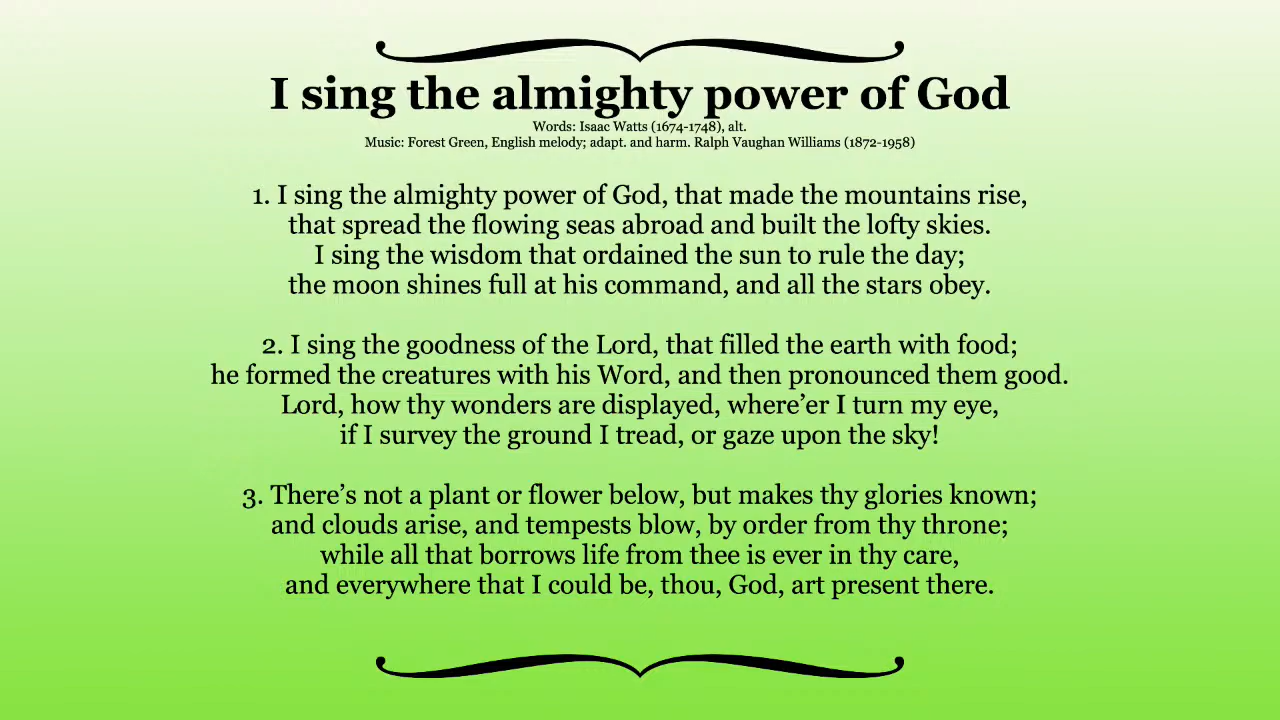 I sing the almighty power of God
Words: Isaac Watts (1674-1748), alt.
Music: Forest Green, English melody; adapt. and harm. Ralph Vaughan Williams (1872-1958)
1. I sing the almighty power of God, that made the mountains rise,
that spread the flowing seas abroad and built the lofty skies.
I sing the wisdom that ordained the sun to rule the day;
the moon shines full at his command, and all the stars obey.
2. I sing the goodness of the Lord, that filled the earth with food;
he formed the creatures with his Word, and then pronounced them good.
Lord, how thy wonders are displayed, where’er I turn my eye,
if I survey the ground I tread, or gaze upon the sky!
3. There’s not a plant or flower below, but makes thy glories known;
and clouds arise, and tempests blow, by order from thy throne;
while all that borrows life from thee is ever in thy care,
and everywhere that I could be, thou, God, art present there.